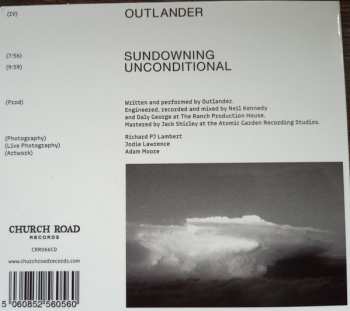 (IV) OUTLANDER
(7:56) SUNDOWNING
(9:59) UNCONDITIONAL
(Prod) Written and performed by Outlander.
Engineered, recorded and mixed by Neil Kennedy
and Daly George at The Ranch Production House.
Mastered by Jack Shirley at the Atomic Garden Recording Studios.
(Photography) Richard PJ Lambert
(Live Photography) Jodie Lawrence
(Artwork) Adam Moore
CHURCH ROAD
RECORDS
CRR066CD
www.churchroadrecords.com
5 060852 560560